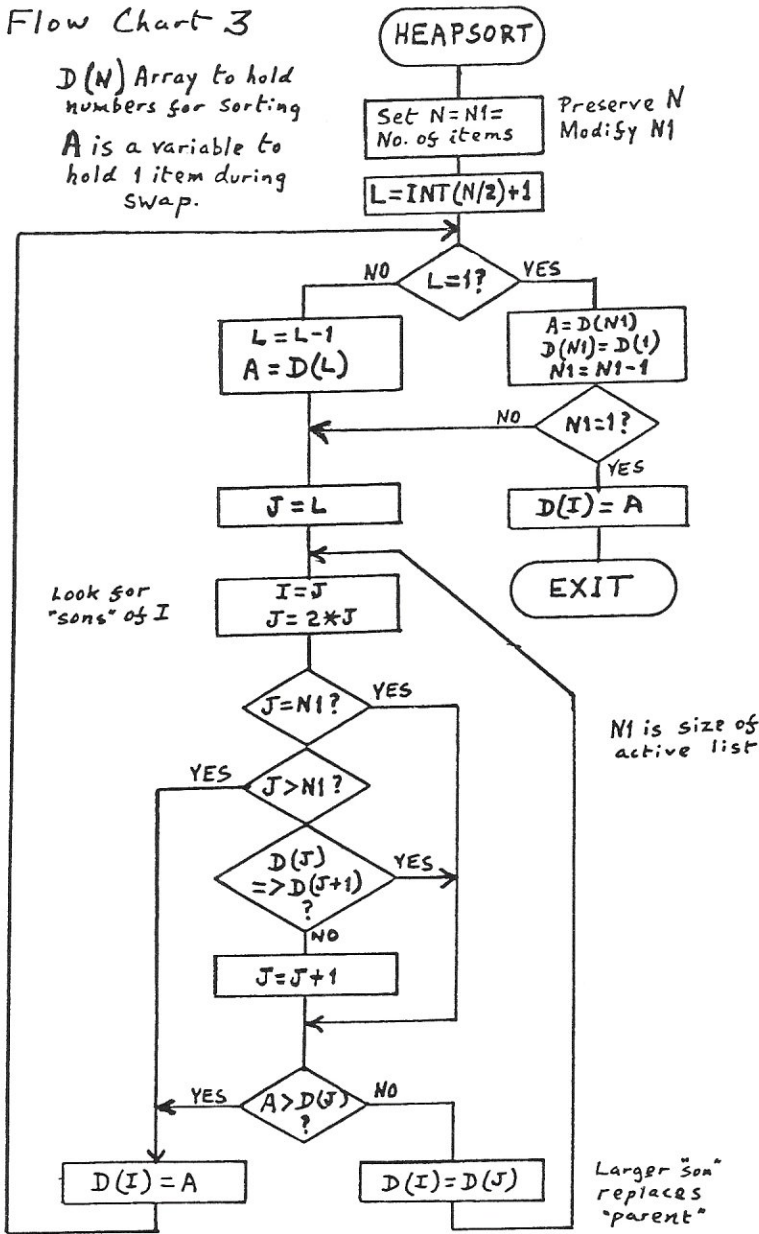 Flow Chart 3
D(N) Array to hold
numbers for sorting
A is a variable to
hold 1 item during
swap.
HEAPSORT
Set N=N1=
No. of items
Preserve N
Modify N1
L=INT(N/2)+1
L=1?
NO
YES
L=L-1
A=D(L)
A=D(N1)
D(N1)=D(1)
N1=N1-1
N1=1?
NO
YES
D(I)=A
EXIT
J=L
Look for
"sons" of I
I=J
J=2*J
J=N1?
YES
J>N1?
YES
D(J)
=>D(J+1)
?
YES
NO
J=J+1
N1 is size of
active list
A>D(J)
?
YES
NO
D(I)=A
D(I)=D(J)
Larger "son"
replaces
"parent"